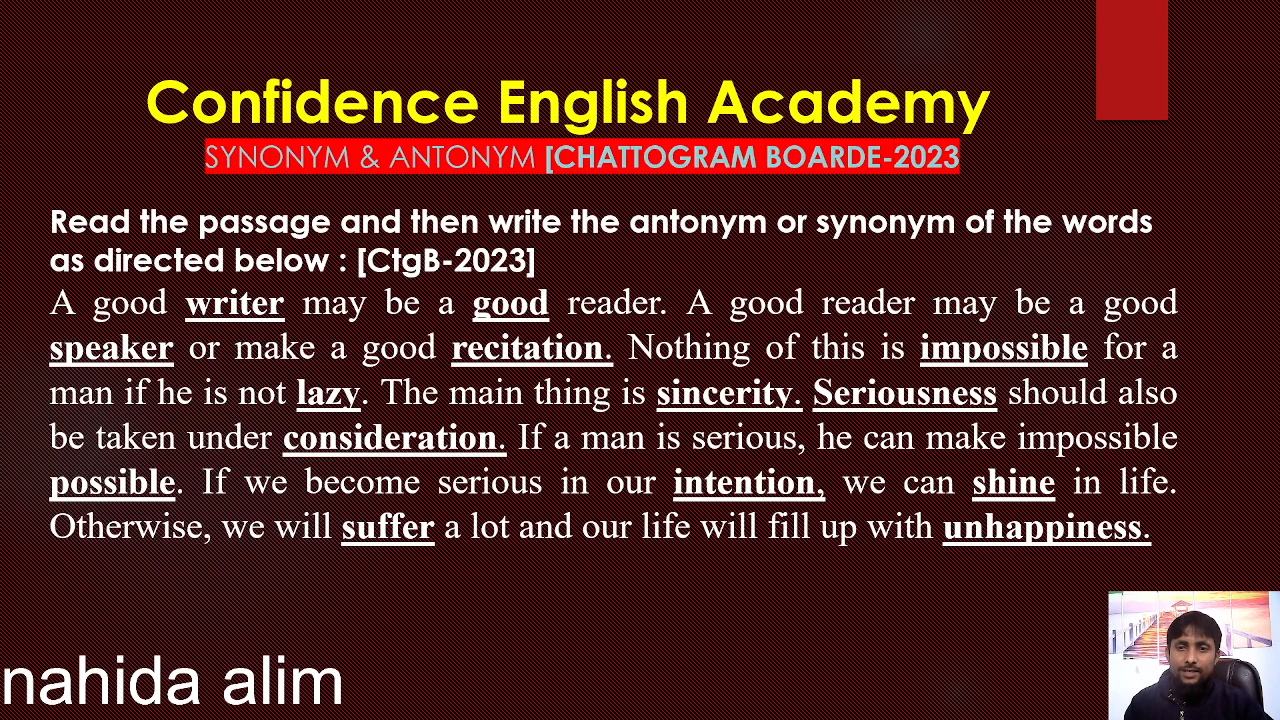 Confidence English Academy
SYNONYM & ANTONYM [CHATTOGRAM BOARDE-2023
Read the passage and then write the antonym or synonym of the words
as directed below : [CtgB-2023]
A good writer may be a good reader. A good reader may be a good
speaker or make a good recitation. Nothing of this is impossible for a
man if he is not lazy. The main thing is sincerity. Seriousness should also
be taken under consideration. If a man is serious, he can make impossible
possible. If we become serious in our intention, we can shine in life.
Otherwise, we will suffer a lot and our life will fill up with unhappiness.
nahida alim